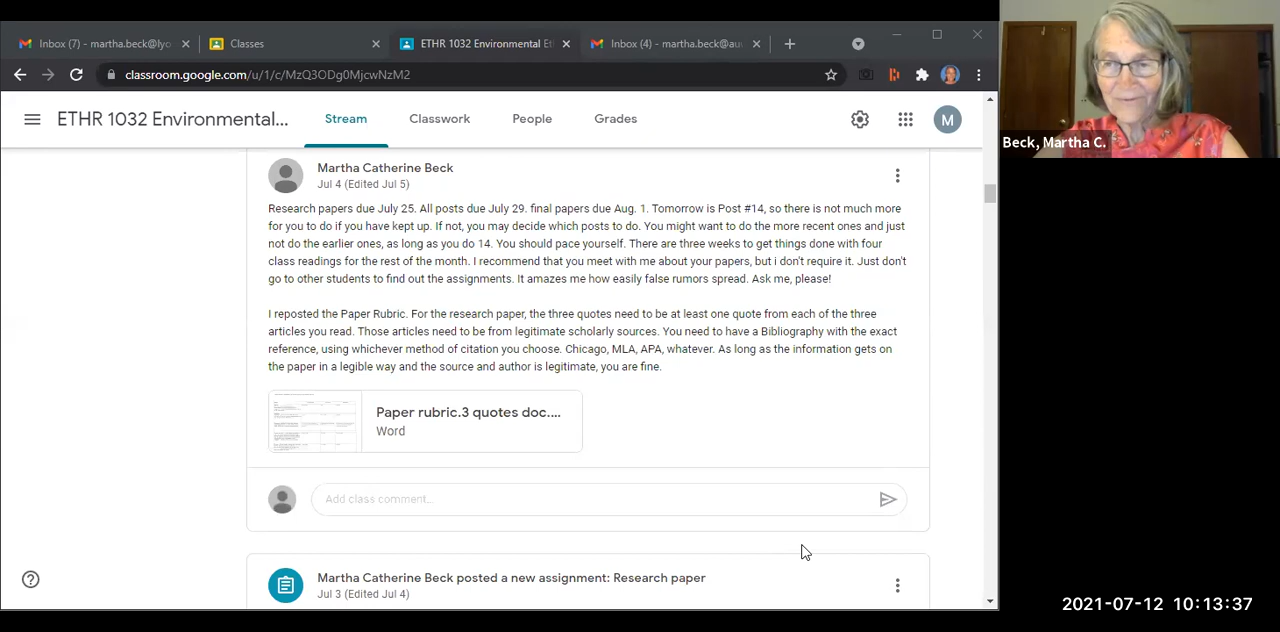 Inbox (7) - martha.beck@lyo
Classes
ETHR 1032 Environmental Et
Inbox (4) - martha.beck@au
classroom.google.com/u/1/c/MzQ3ODg0MjcwNzM2
ETHR 1032 Environmental...
Stream
Classwork
People
Grades
M
Beck, Martha C.
Martha Catherine Beck
Jul 4 (Edited Jul 5)
Research papers due July 25. All posts due July 29. final papers due Aug. 1. Tomorrow is Post #14, so there is not much more
for you to do if you have kept up. If not, you may decide which posts to do. You might want to do the more recent ones and just
not do the earlier ones, as long as you do 14. You should pace yourself. There are three weeks to get things done with four
class readings for the rest of the month. I recommend that you meet with me about your papers, but i don't require it. Just don't
go to other students to find out the assignments. It amazes me how easily false rumors spread. Ask me, please!
I reposted the Paper Rubric. For the research paper, the three quotes need to be at least one quote from each of the three
articles you read. Those articles need to be from legitimate scholarly sources. You need to have a Bibliography with the exact
reference, using whichever method of citation you choose. Chicago, MLA, APA, whatever. As long as the information gets on
the paper in a legible way and the source and author is legitimate, you are fine.
Paper rubric.3 quotes doc....
Word
Add class comment...
Martha Catherine Beck posted a new assignment: Research paper
Jul 3 (Edited Jul 4)
2021-07-12 10:13:37